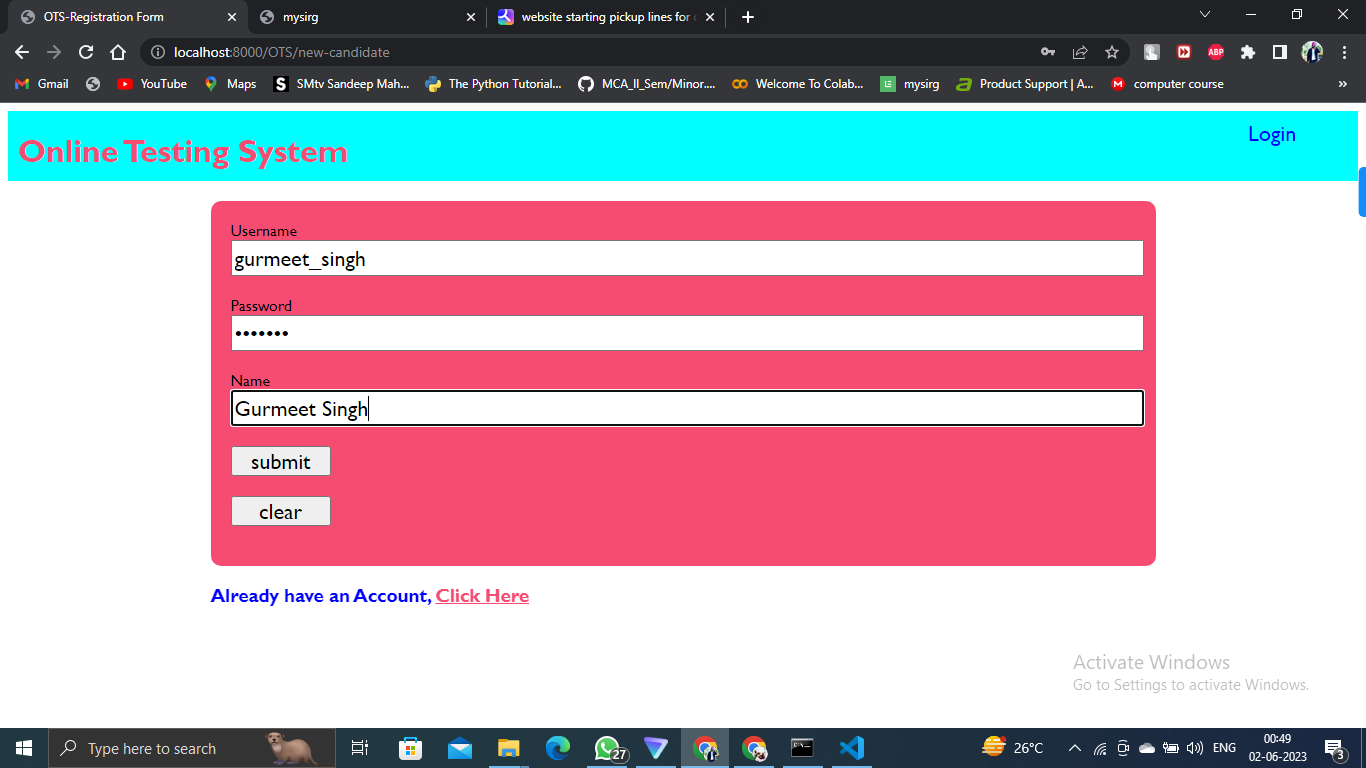 OTS-Registration Form
mysirg
website starting pickup lines for
localhost:8000/OTS/new-candidate
ABP
Gmail
YouTube
Maps
S
SMtv Sandeep Mah...
The Python Tutorial...
MCA_II_Sem/Minor....
Welcome To Colab...
LE
mysirg
Product Support | A...
M
computer course
»
Online Testing System
Login
Username
gurmeet_singh
Password
•••••••
Name
Gurmeet Singh
submit
clear
Already have an Account, Click Here
Activate Windows
Go to Settings to activate Windows.
Type here to search
27
26°C
ENG
00:49
02-06-2023
3